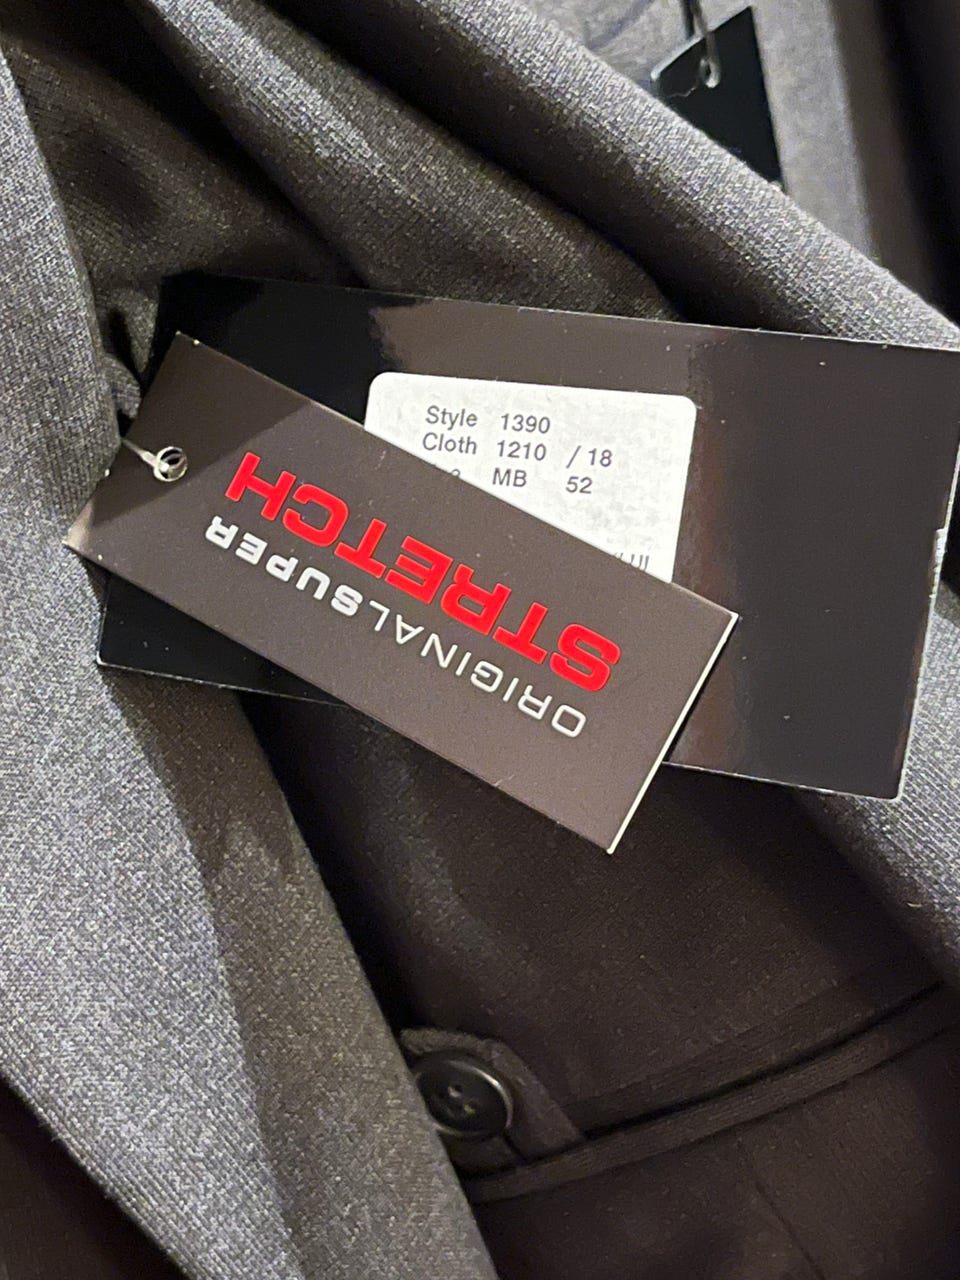 Style 1390
Cloth 1210 / 18
MB 52
ORIGINALSUPER
STRETCH